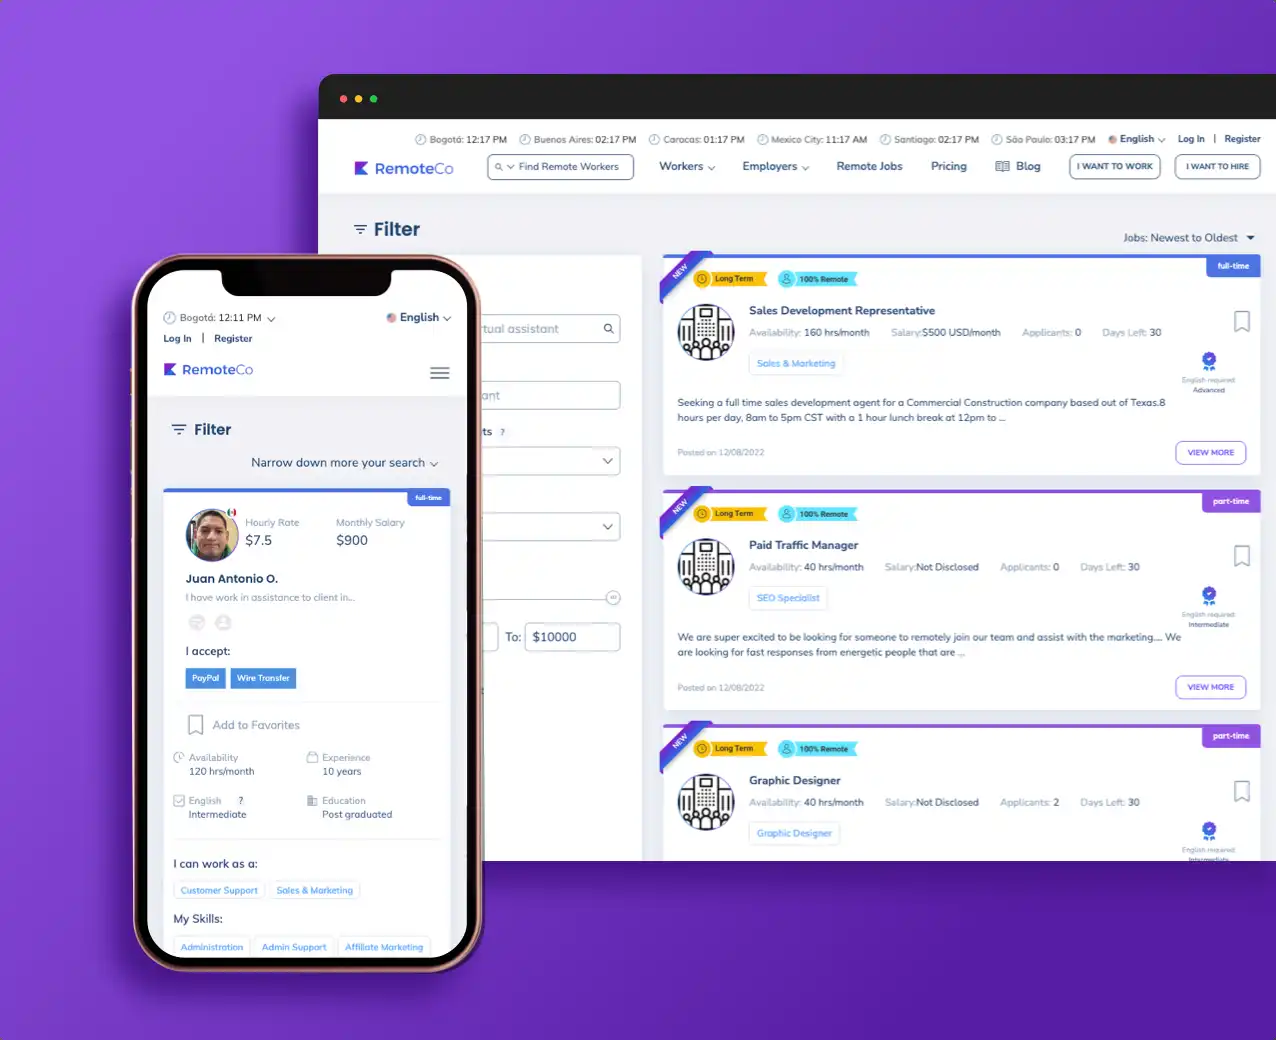 Bogotá: 12:17 PM Buenos Aires: 02:17 PM Caracas: 01:17 PM Mexico City: 11:17 AM Santiago: 02:17 PM São Paulo: 03:17 PM English Log In | Register
RemoteCo Find Remote Workers Workers Employers Remote Jobs Pricing Blog I WANT TO WORK I WANT TO HIRE
Filter
Jobs: Newest to Oldest
tual assistant
ant
ts ?
To: $10000
NEW Long Term 100% Remote full-time
Sales Development Representative
Availability: 160 hrs/month Salary:$500 USD/month Applicants: 0 Days Left: 30
Sales & Marketing
English required
Advanced
Seeking a full time sales development agent for a Commercial Construction company based out of Texas.8
hours per day, 8am to 5pm CST with a 1 hour lunch break at 12pm to ...
Posted on 12/08/2022 VIEW MORE
NEW Long Term 100% Remote part-time
Paid Traffic Manager
Availability: 40 hrs/month Salary:Not Disclosed Applicants: 0 Days Left: 30
SEO Specialist
English required
Intermediate
We are super excited to be looking for someone to remotely join our team and assist with the marketing.... We
are looking for fast responses from energetic people that are ...
Posted on 12/08/2022 VIEW MORE
NEW Long Term 100% Remote part-time
Graphic Designer
Availability: 40 hrs/month Salary:Not Disclosed Applicants: 2 Days Left: 30
Graphic Designer
English required
Intermediate
Bogotá: 12:11 PM English
Log In | Register
RemoteCo
Filter
Narrow down more your search
full-time
Hourly Rate Monthly Salary
$7.5 $900
Juan Antonio O.
I have work in assistance to client in...
I accept:
PayPal Wire Transfer
Add to Favorites
Availability Experience
120 hrs/month 10 years
English ? Education
Intermediate Post graduated
I can work as a:
Customer Support Sales & Marketing
My Skills:
Administration Admin Support Affiliate Marketing